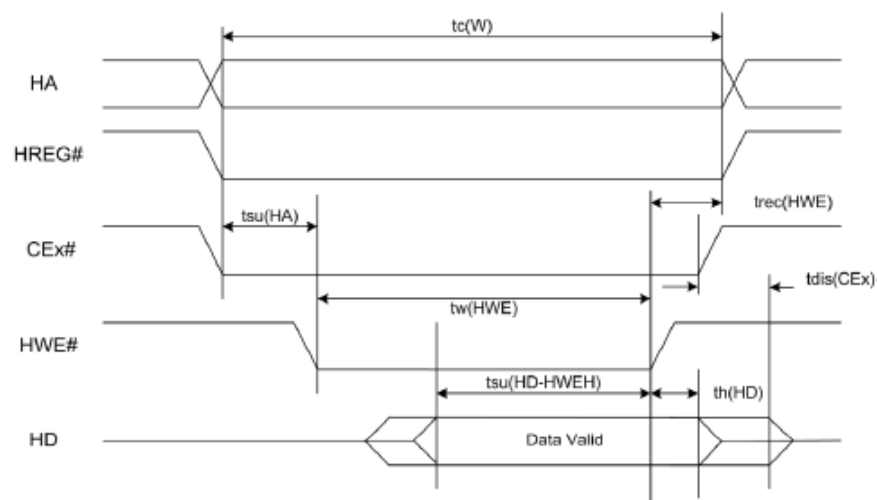 tc(W)
HA
HREG#
tsu(HA)
trec(HWE)
CEx#
tdis(CEx)
tw(HWE)
HWE#
tsu(HD-HWEH)
th(HD)
HD
Data Valid